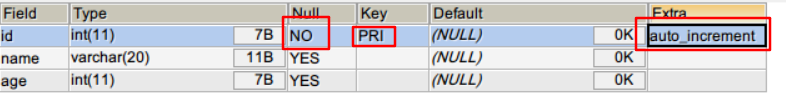 Field Type Null Key Default Extra
id int(11) 7B NO PRI (NULL) 0K auto_increment
name varchar(20) 11B YES (NULL) 0K
age int(11) 7B YES (NULL) 0K